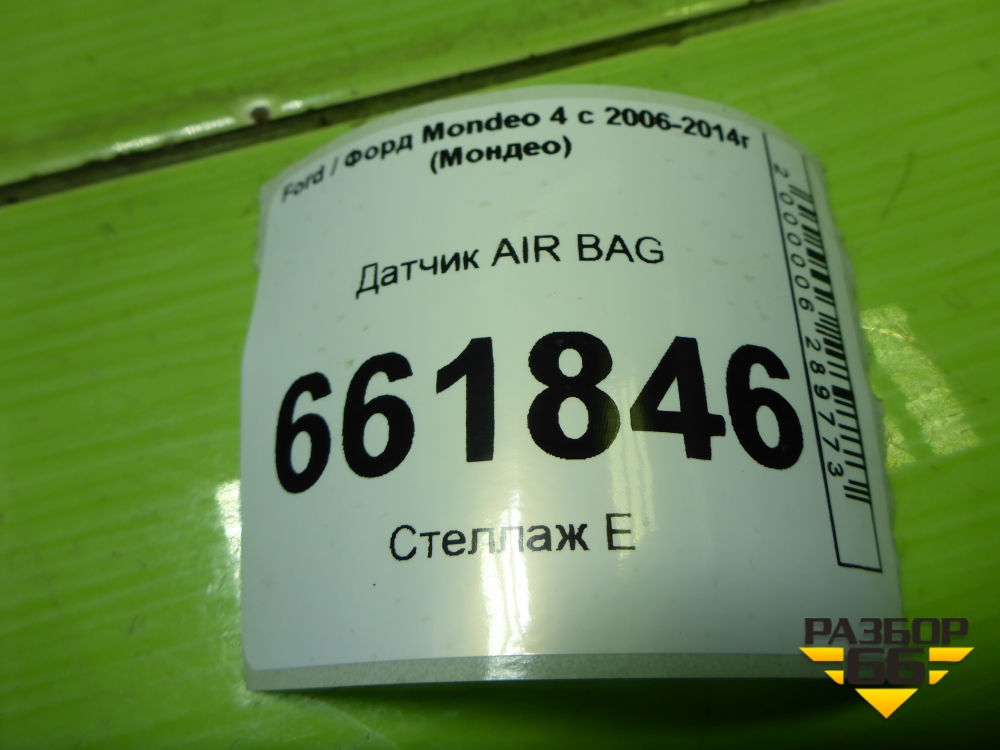 Ford / Форд Mondeo 4 с 2006-2014г
(Мондео)
Датчик AIR BAG
661846
Стеллаж E
2000006289773
РАЗБОР
66